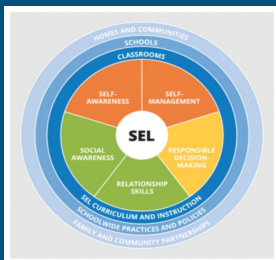 HOMES AND COMMUNITIES
SCHOOLS
CLASSROOMS
SELF-
AWARENESS
SELF-
MANAGEMENT
SEL
SOCIAL
AWARENESS
RESPONSIBLE
DECISION-
MAKING
RELATIONSHIP
SKILLS
SEL CURRICULUM AND INSTRUCTION
SCHOOLWIDE PRACTICES AND POLICIES
FAMILY AND COMMUNITY PARTNERSHIPS